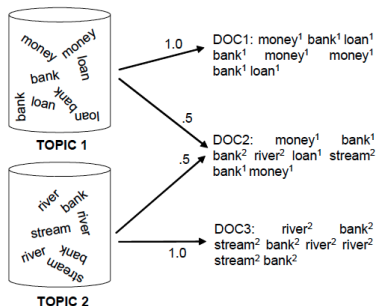 money
money
loan
bank
bank
bank
loan
loan
TOPIC 1
river
bank
river
stream
river
bank
stream
TOPIC 2
1.0
.5
.5
1.0
DOC1: money¹ bank¹ loan¹
bank¹ money¹ money¹
bank¹ loan¹
DOC2: money¹ bank¹
bank² river² loan¹ stream²
bank¹ money¹
DOC3: river² bank²
stream² bank² river² river²
stream² bank²